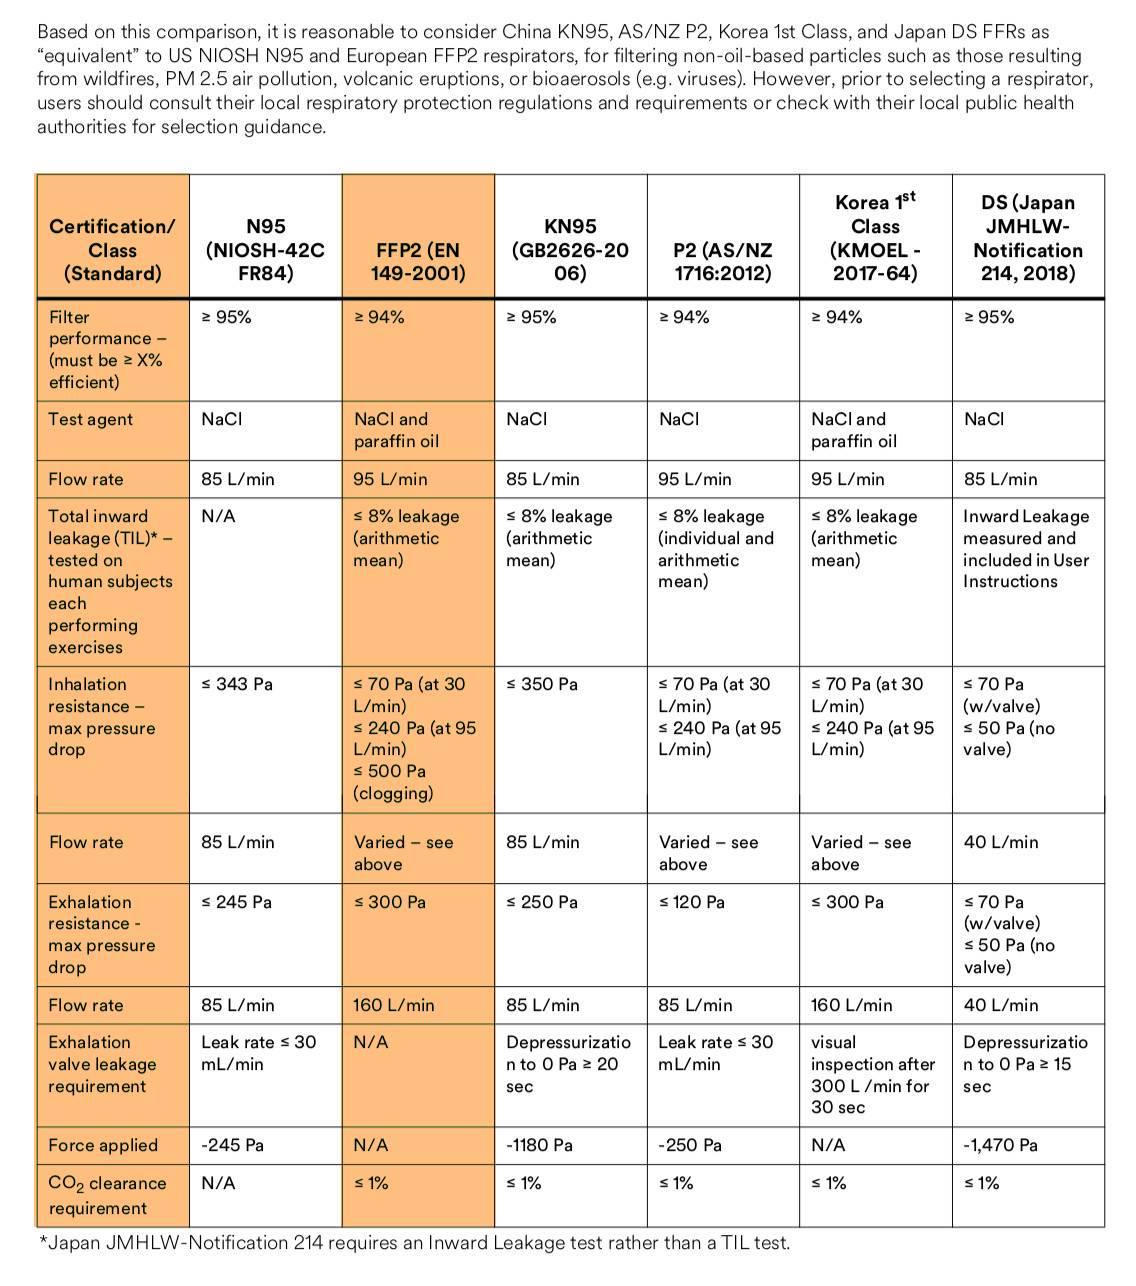 Based on this comparison, it is reasonable to consider China KN95, AS/NZ P2, Korea 1st Class, and Japan DS FFRs as
“equivalent” to US NIOSH N95 and European FFP2 respirators, for filtering non-oil-based particles such as those resulting
from wildfires, PM 2.5 air pollution, volcanic eruptions, or bioaerosols (e.g. viruses). However, prior to selecting a respirator,
users should consult their local respiratory protection regulations and requirements or check with their local public health
authorities for selection guidance.
Certification/
Class
(Standard)
N95
(NIOSH-42C
FR84)
FFP2 (EN
149-2001)
KN95
(GB2626-20
06)
P2 (AS/NZ
1716:2012)
Korea 1st
Class
(KMOEL -
2017-64)
DS (Japan
JMHLW-
Notification
214, 2018)
Filter
performance –
(must be ≥ X%
efficient)
≥ 95%
≥ 94%
≥ 95%
≥ 94%
≥ 94%
≥ 95%
Test agent
NaCl
NaCl and
paraffin oil
NaCl
NaCl
NaCl and
paraffin oil
NaCl
Flow rate
85 L/min
95 L/min
85 L/min
95 L/min
95 L/min
85 L/min
Total inward
leakage (TIL)* –
tested on
human subjects
each
performing
exercises
N/A
≤ 8% leakage
(arithmetic
mean)
≤ 8% leakage
(arithmetic
mean)
≤ 8% leakage
(individual and
arithmetic
mean)
≤ 8% leakage
(arithmetic
mean)
Inward Leakage
measured and
included in User
Instructions
Inhalation
resistance –
max pressure
drop
≤ 343 Pa
≤ 70 Pa (at 30
L/min)
≤ 240 Pa (at 95
L/min)
≤ 500 Pa
(clogging)
≤ 350 Pa
≤ 70 Pa (at 30
L/min)
≤ 240 Pa (at 95
L/min)
≤ 70 Pa (at 30
L/min)
≤ 240 Pa (at 95
L/min)
≤ 70 Pa
(w/valve)
≤ 50 Pa (no
valve)
Flow rate
85 L/min
Varied – see
above
85 L/min
Varied – see
above
Varied – see
above
40 L/min
Exhalation
resistance -
max pressure
drop
≤ 245 Pa
≤ 300 Pa
≤ 250 Pa
≤ 120 Pa
≤ 300 Pa
≤ 70 Pa
(w/valve)
≤ 50 Pa (no
valve)
Flow rate
85 L/min
160 L/min
85 L/min
85 L/min
160 L/min
40 L/min
Exhalation
valve leakage
requirement
Leak rate ≤ 30
mL/min
N/A
Depressurizatio
n to 0 Pa ≥ 20
sec
Leak rate ≤ 30
mL/min
visual
inspection after
300 L /min for
30 sec
Depressurizatio
n to 0 Pa ≥ 15
sec
Force applied
-245 Pa
N/A
-1180 Pa
-250 Pa
N/A
-1,470 Pa
CO2 clearance
requirement
N/A
≤ 1%
≤ 1%
≤ 1%
≤ 1%
≤ 1%
*Japan JMHLW-Notification 214 requires an Inward Leakage test rather than a TIL test.